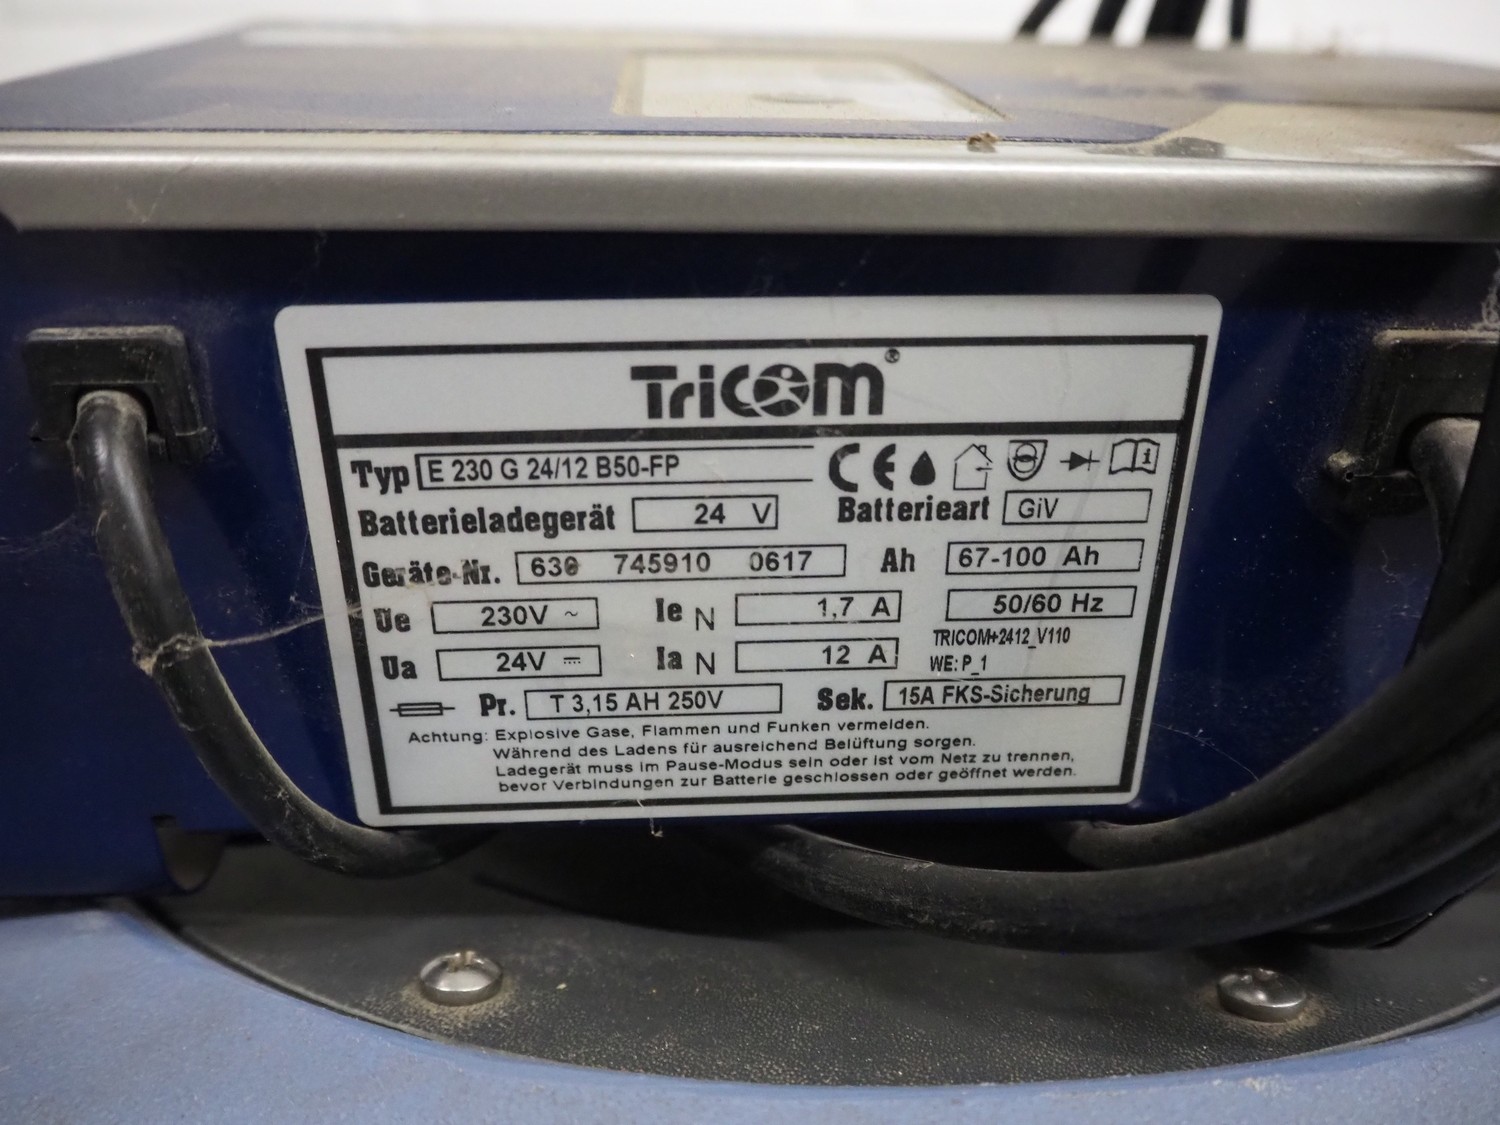 TriCOM®
Typ E 230 G 24/12 B50-FP CE
Batterieladegerät 24 V Batterieart GiV
Geräte-Nr. 745910 0617 Ah 67-100 Ah
Ue 230V ~ Ie N 1,7 A 50/60 Hz
TRICOM+2412_V110
Ua 24V ⎓ Ia N 12 A WE: P_1
Pr. T 3,15 AH 250V Sek. 15A FKS-Sicherung
Achtung: Explosive Gase, Flammen und Funken vermeiden.
Während des Ladens für ausreichend Belüftung sorgen.
Ladegerät muss im Pause-Modus sein oder ist vom Netz zu trennen,
bevor Verbindungen zur Batterie geschlossen oder geöffnet werden.